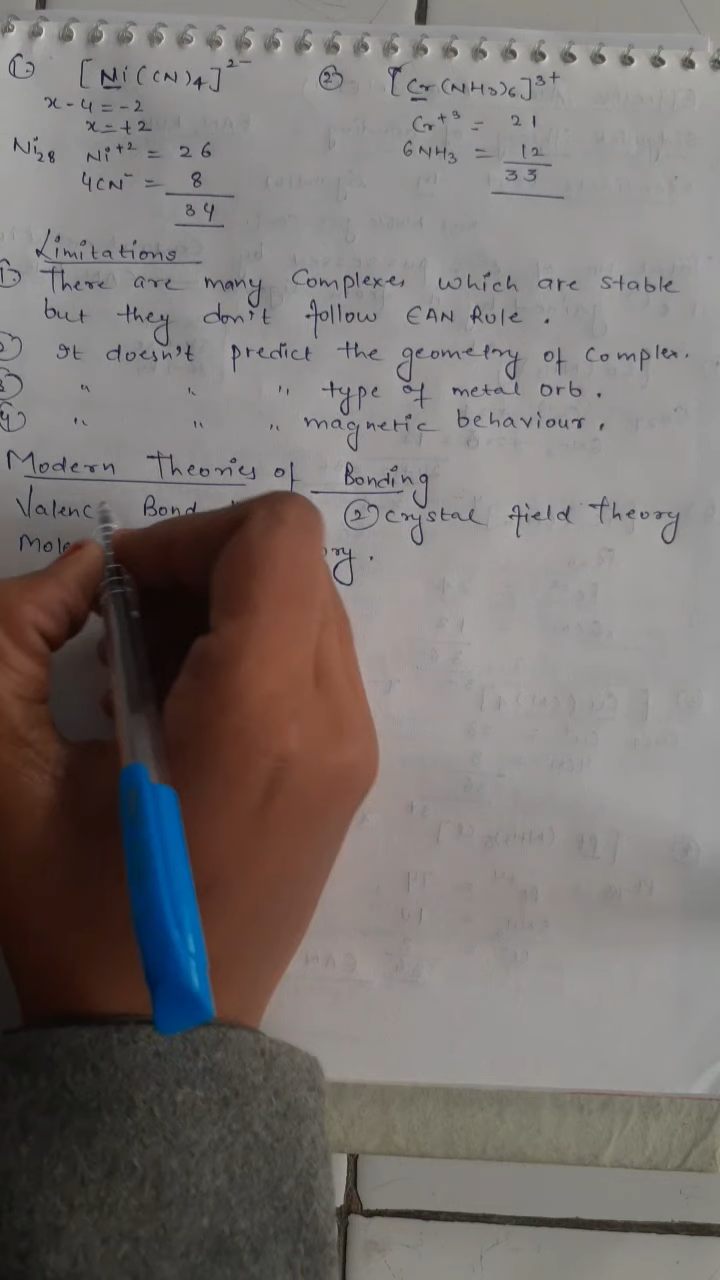 1. [Ni(CN)4]2- 2) [Cr(NH3)6]3+
x-4=-2 Cr+3 = 21
x=+2 6NH3 = 12
Ni28 Ni+2 = 26 33
4CN- = 8
34
Limitations
1) There are many Complexes which are stable
but they don't follow EAN Rule.
2) It doesn't predict the geometry of Complex.
3) " " " type of metal orb.
4) " " " magnetic behaviour.
Modern Theories of Bonding
Valenc Bond 2) Crystal field Theory
Mole ory.